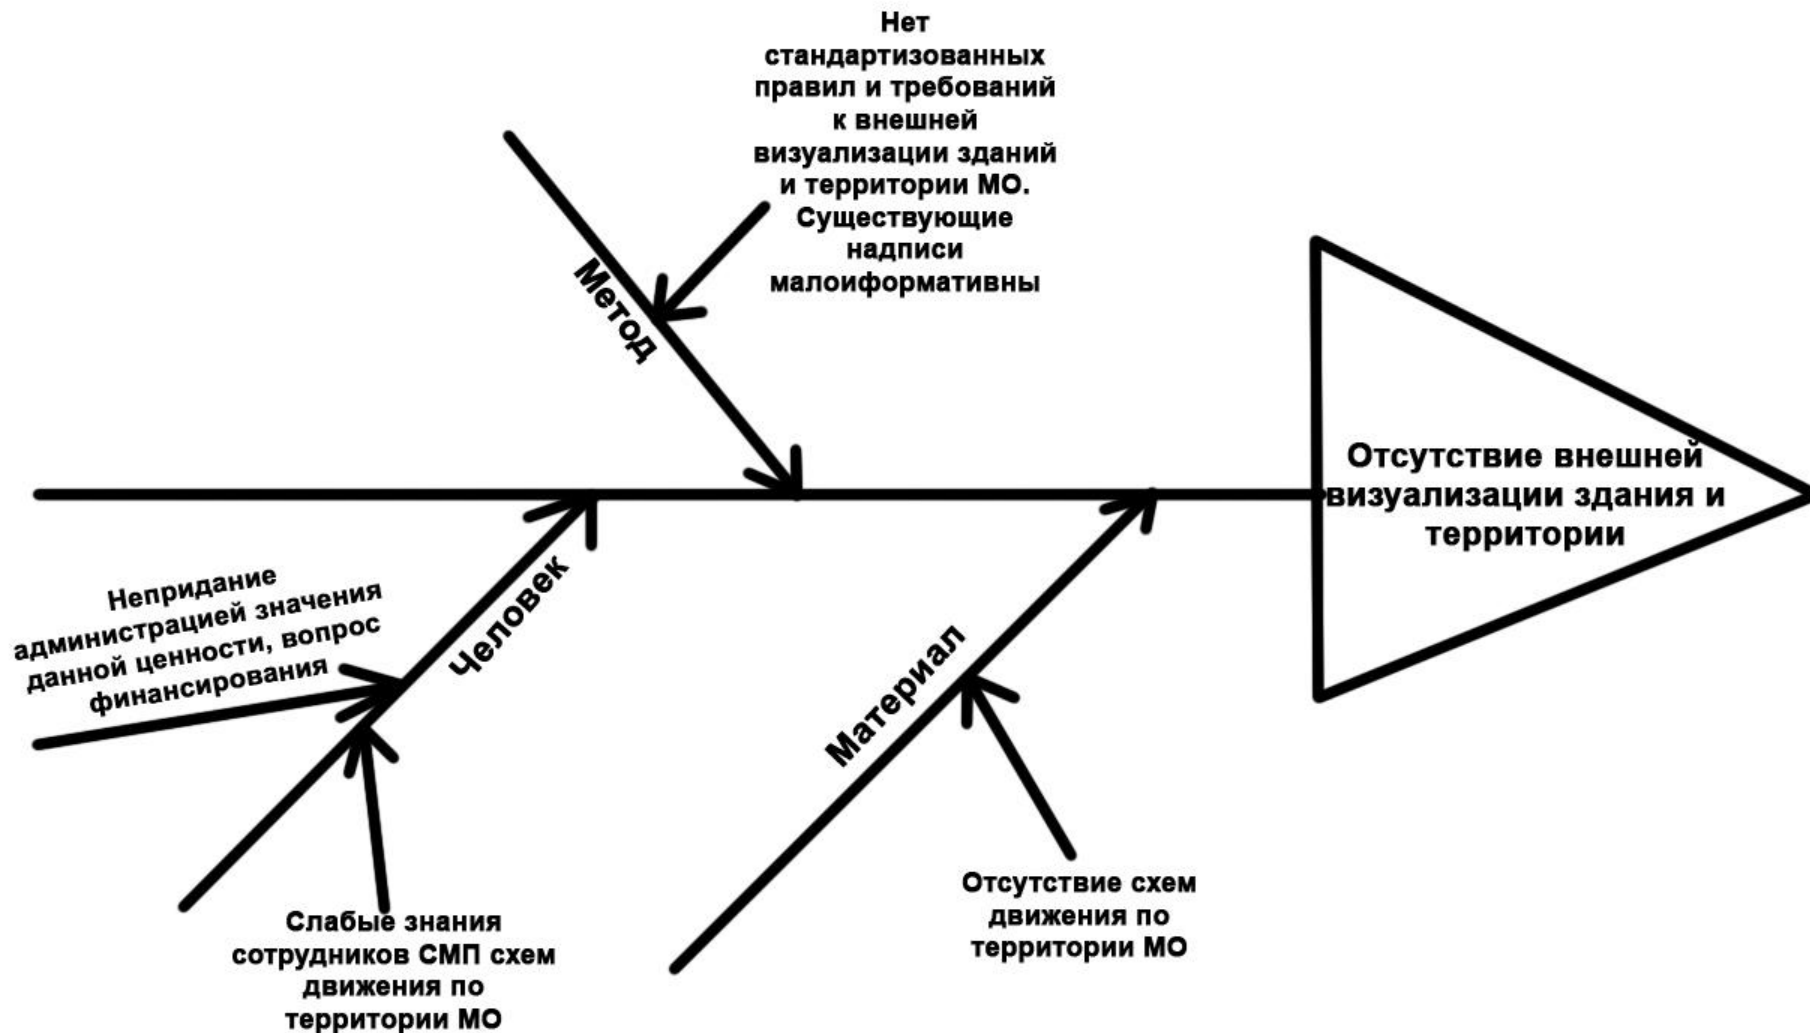 Нет
стандартизованных
правил и требований
к внешней
визуализации зданий
и территории МО.
Существующие
надписи
малоиформативны
Метод
Отсутствие внешней
визуализации здания и
территории
Человек
Непридание
администрацией значения
данной ценности, вопрос
финансирования
Материал
Слабые знания
сотрудников СМП схем
движения по
территории МО
Отсутствие схем
движения по
территории МО